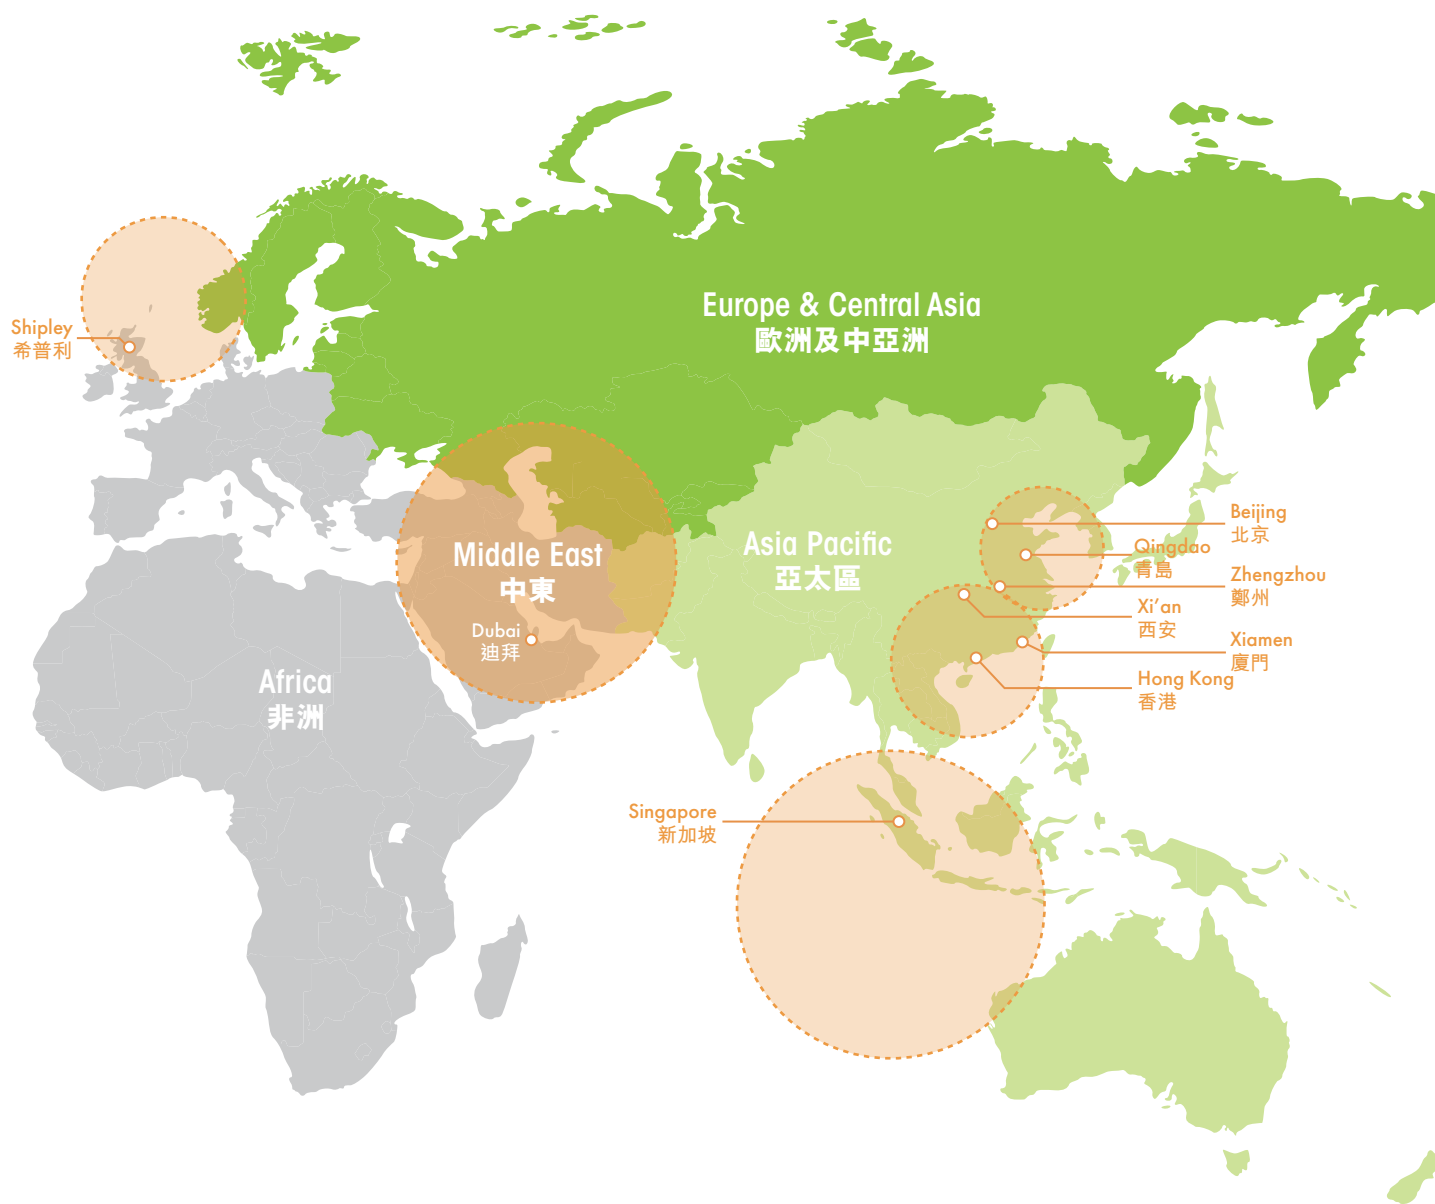 Europe & Central Asia
歐洲及中亞洲
Shipley
希普利
Beijing
北京
Middle East
中東
Asia Pacific
亞太區
Qingdao
青島
Zhengzhou
鄭州
Xi’an
西安
Dubai
迪拜
Xiamen
廈門
Africa
非洲
Hong Kong
香港
Singapore
新加坡